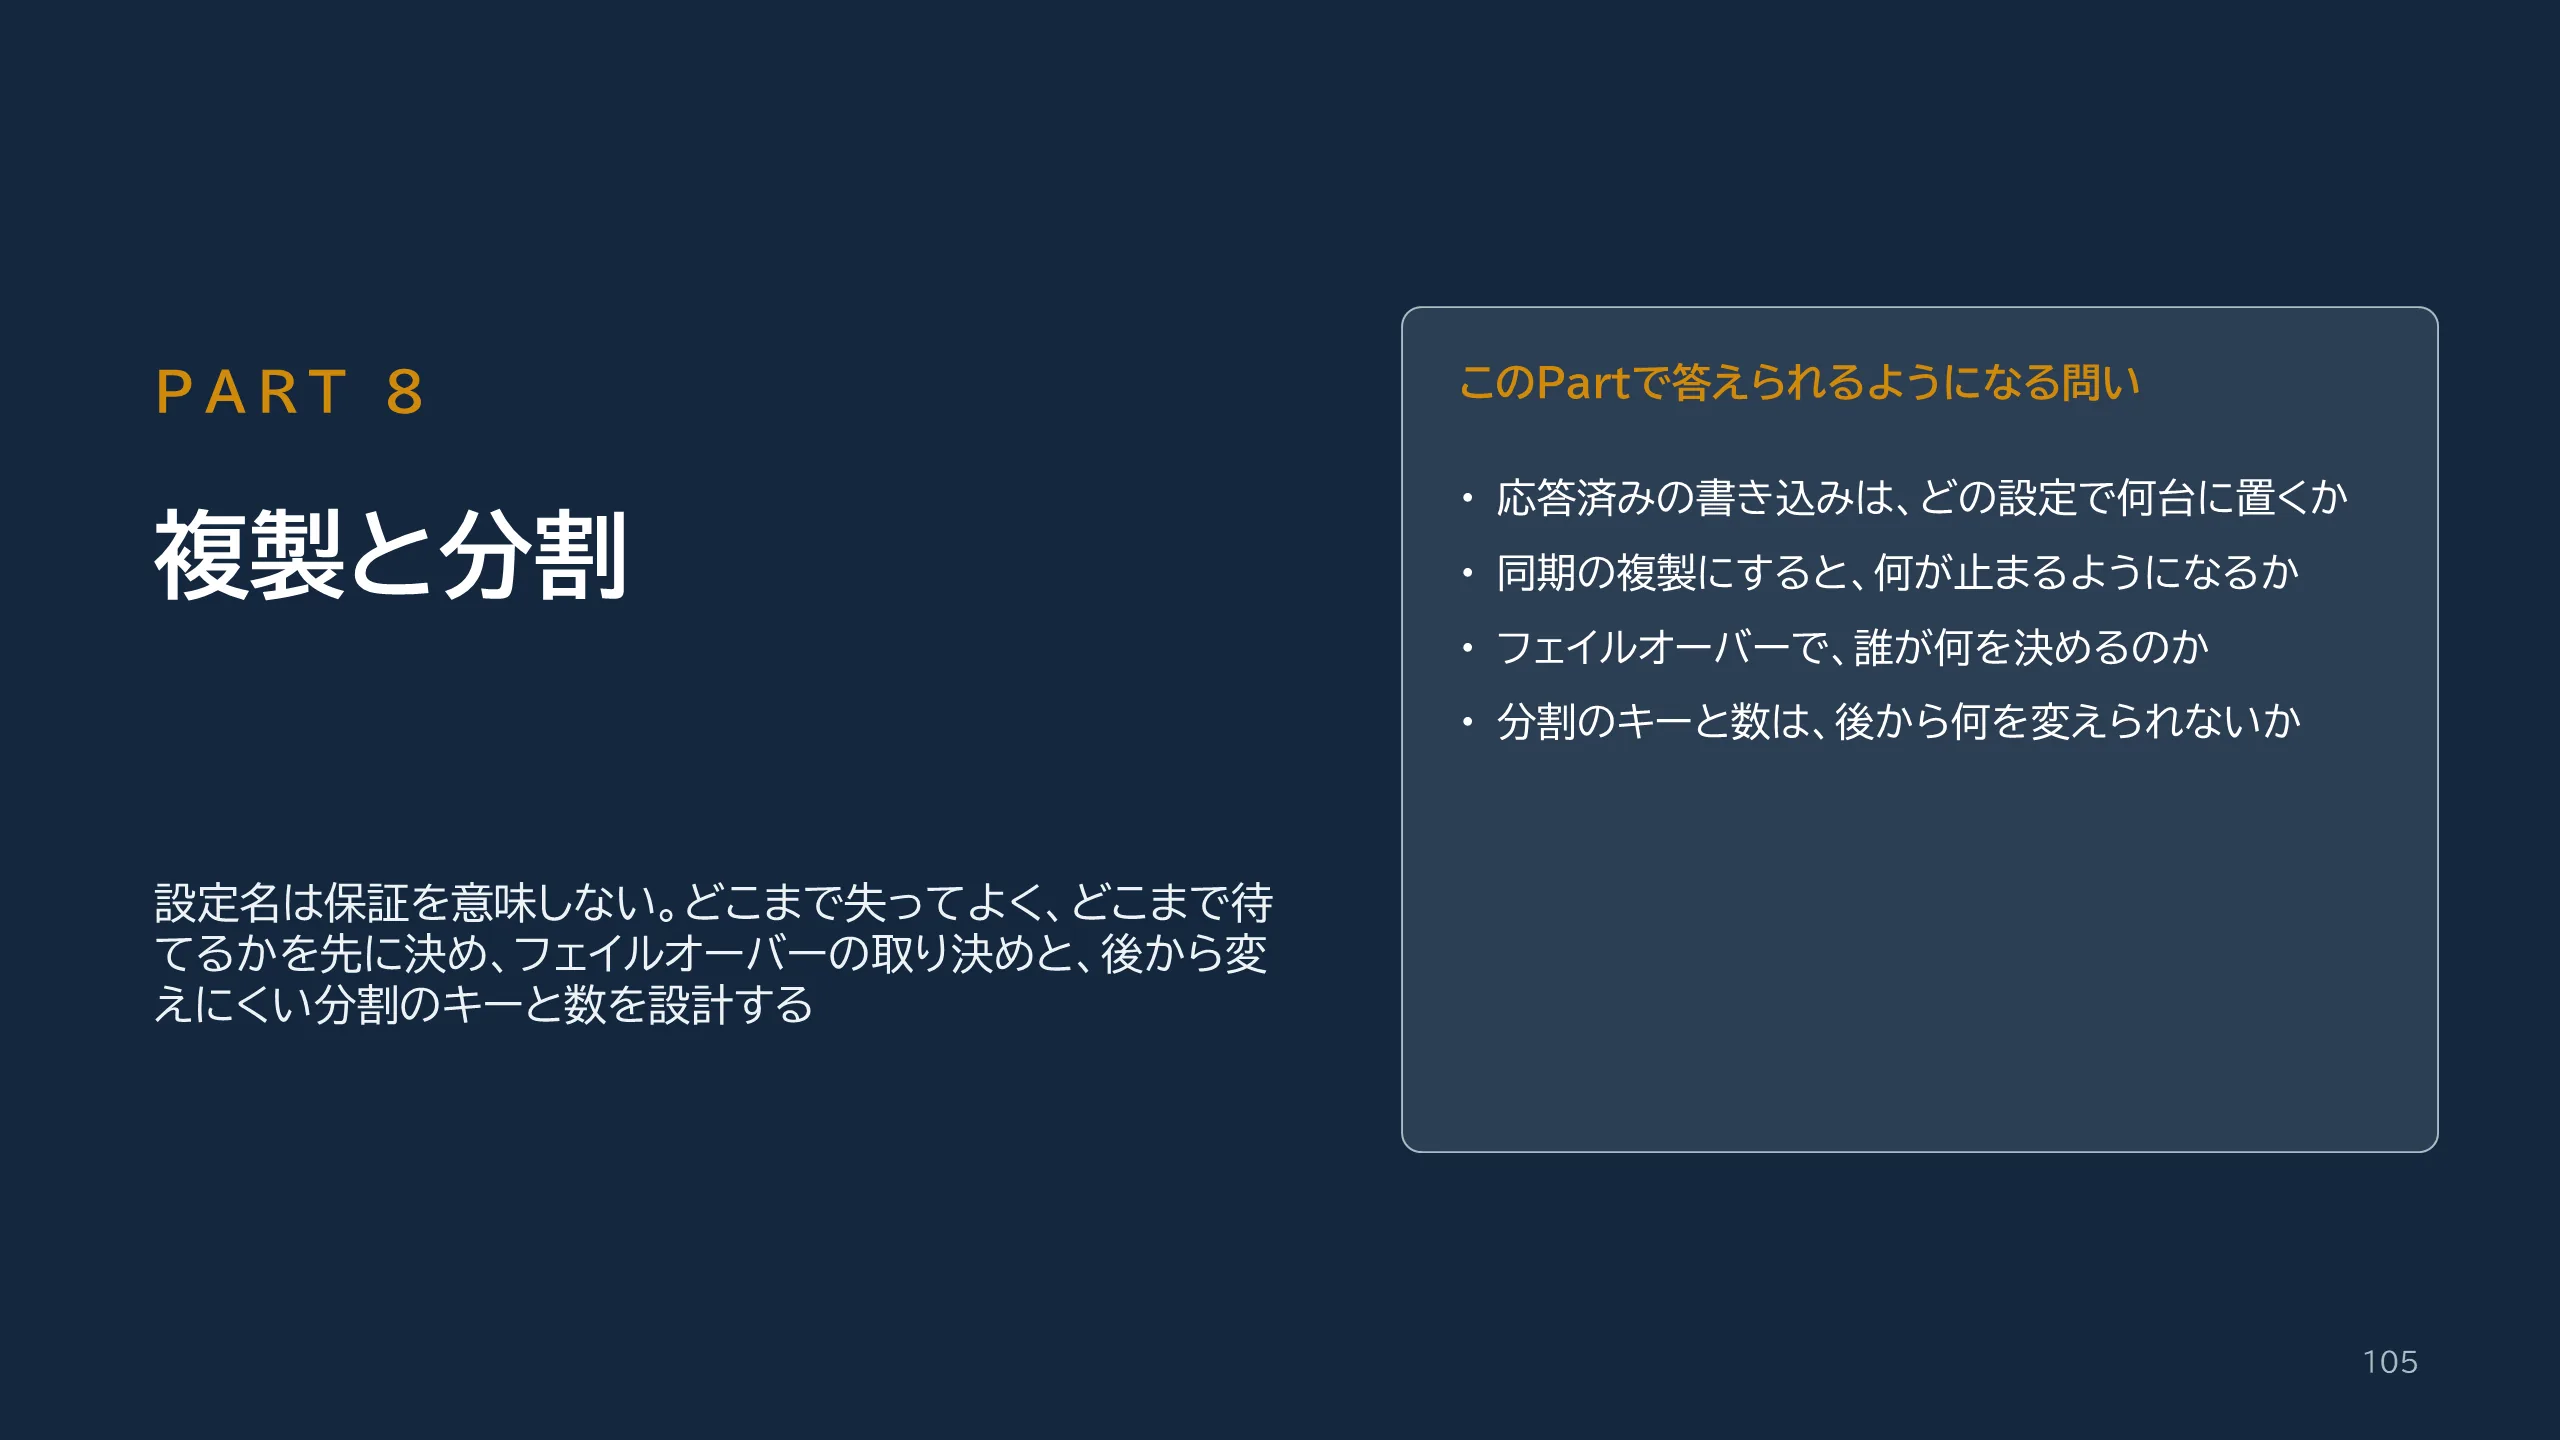 PART 8
複製と分割
設定名は保証を意味しない。どこまで失ってよく、どこまで待
てるかを先に決め、フェイルオーバーの取り決めと、後から変
えにくい分割のキーと数を設計する
このPartで答えられるようになる問い
・ 応答済みの書き込みは、どの設定で何台に置くか
・ 同期の複製にすると、何が止まるようになるか
・ フェイルオーバーで、誰が何を決めるのか
・ 分割のキーと数は、後から何を変えられないか
105